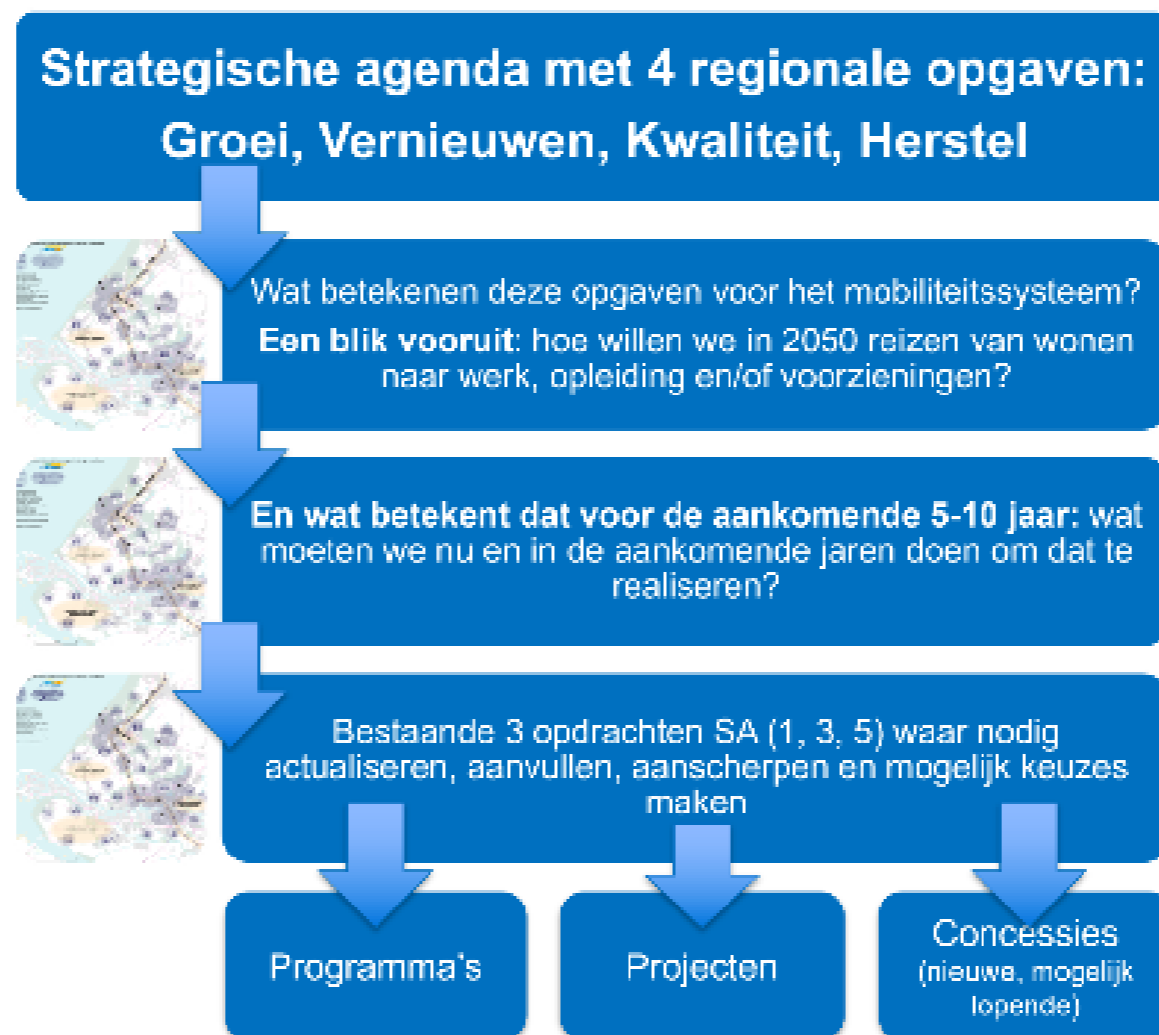 Strategische agenda met 4 regionale opgaven:
Groei, Vernieuwen, Kwaliteit, Herstel
Wat betekenen deze opgaven voor het mobiliteitssysteem?
Een blik vooruit: hoe willen we in 2050 reizen van wonen
naar werk, opleiding en/of voorzieningen?
En wat betekent dat voor de aankomende 5-10 jaar: wat
moeten we nu en in de aankomende jaren doen om dat te
realiseren?
Bestaande 3 opdrachten SA (1, 3, 5) waar nodig
actualiseren, aanvullen, aanscherpen en mogelijk keuzes
maken
Programma's
Projecten
Concessies
(nieuwe, mogelijk
lopende)